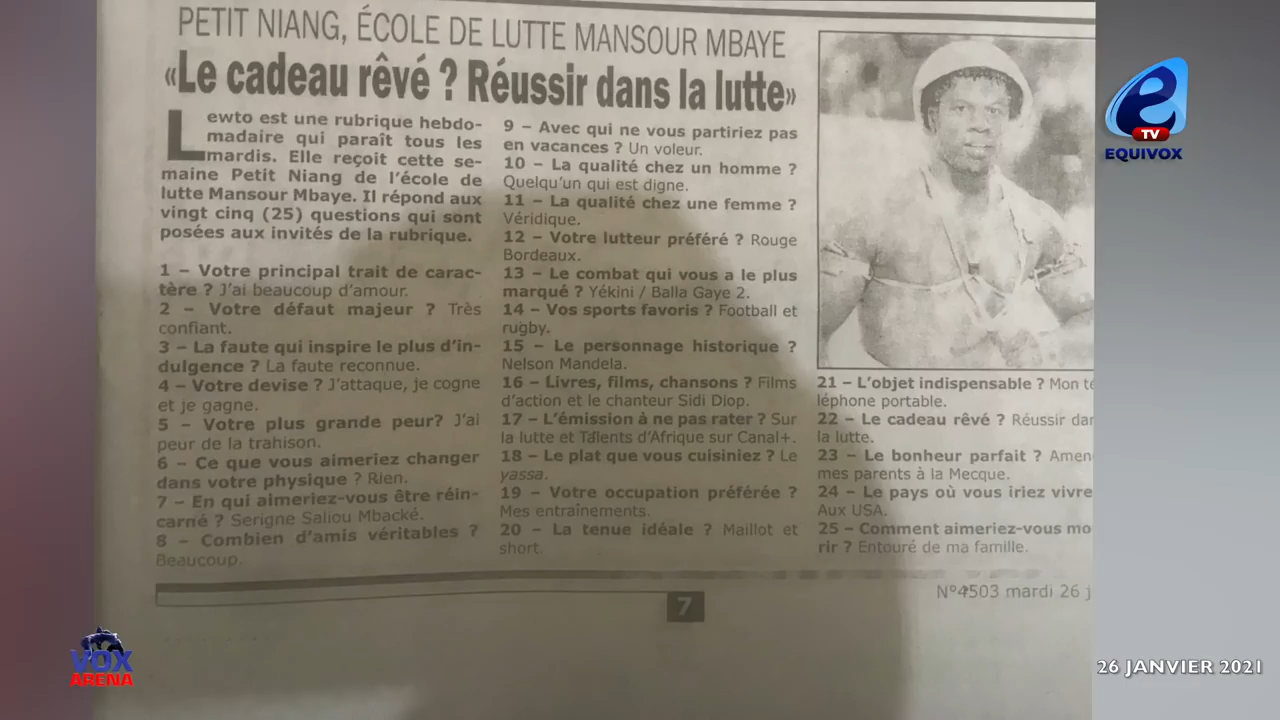 PETIT NIANG, ÉCOLE DE LUTTE MANSOUR MBAYE
«Le cadeau rêvé ? Réussir dans la lutte»
Lewto est une rubrique hebdo-
madaire qui paraît tous les
mardis. Elle reçoit cette se-
maine Petit Niang de l'école de
lutte Mansour Mbaye. Il répond aux
vingt cinq (25) questions qui sont
posées aux invités de la rubrique.
1 – Votre principal trait de carac-
tère ? J'ai beaucoup d'amour.
2 – Votre défaut majeur ? Très
confiant.
3 – La faute qui inspire le plus d'in-
dulgence ? La faute reconnue.
4 – Votre devise ? J'attaque, je cogne
et je gagne.
5 – Votre plus grande peur? J'ai
peur de la trahison.
6 – Ce que vous aimeriez changer
dans votre physique ? Rien.
7 – En qui aimeriez-vous être réin-
carné ? Serigne Saliou Mbacké.
8 – Combien d'amis véritables ?
Beaucoup.
9 – Avec qui ne vous partiriez pas
en vacances ? Un voleur.
10 – La qualité chez un homme ?
Quelqu'un qui est digne.
11 – La qualité chez une femme ?
Véridique.
12 – Votre lutteur préféré ? Rouge
Bordeaux.
13 – Le combat qui vous a le plus
marqué ? Yékini / Balla Gaye 2.
14 – Vos sports favoris ? Football et
rugby.
15 – Le personnage historique ?
Nelson Mandela.
16 – Livres, films, chansons ? Films
d'action et le chanteur Sidi Diop.
17 – L'émission à ne pas rater ? Sur
la lutte et Talents d'Afrique sur Canal+.
18 – Le plat que vous cuisiniez ? Le
yassa.
19 – Votre occupation préférée ?
Mes entraînements.
20 – La tenue idéale ? Maillot et
short.
21 – L'objet indispensable ? Mon té
léphone portable.
22 – Le cadeau rêvé ? Réussir dan
la lutte.
23 – Le bonheur parfait ? Amen
mes parents à la Mecque.
24 – Le pays où vous iriez vivre
Aux USA.
25 – Comment aimeriez-vous mo
rir ? Entouré de ma famille.
7
N°4503 mardi 26 j
e
TV
EQUIVOX
VOX
ARENA
26 JANVIER 2021